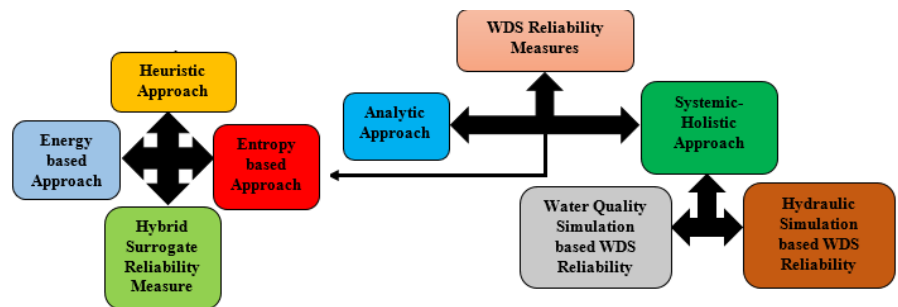 WDS Reliability
Measures
Heuristic
Approach
Analytic
Approach
Systemic-
Holistic
Approach
Energy
based
Approach
Entropy
based
Approach
Hybrid
Surrogate
Reliability
Measure
Water Quality
Simulation
based WDS
Reliability
Hydraulic
Simulation
based WDS
Reliability